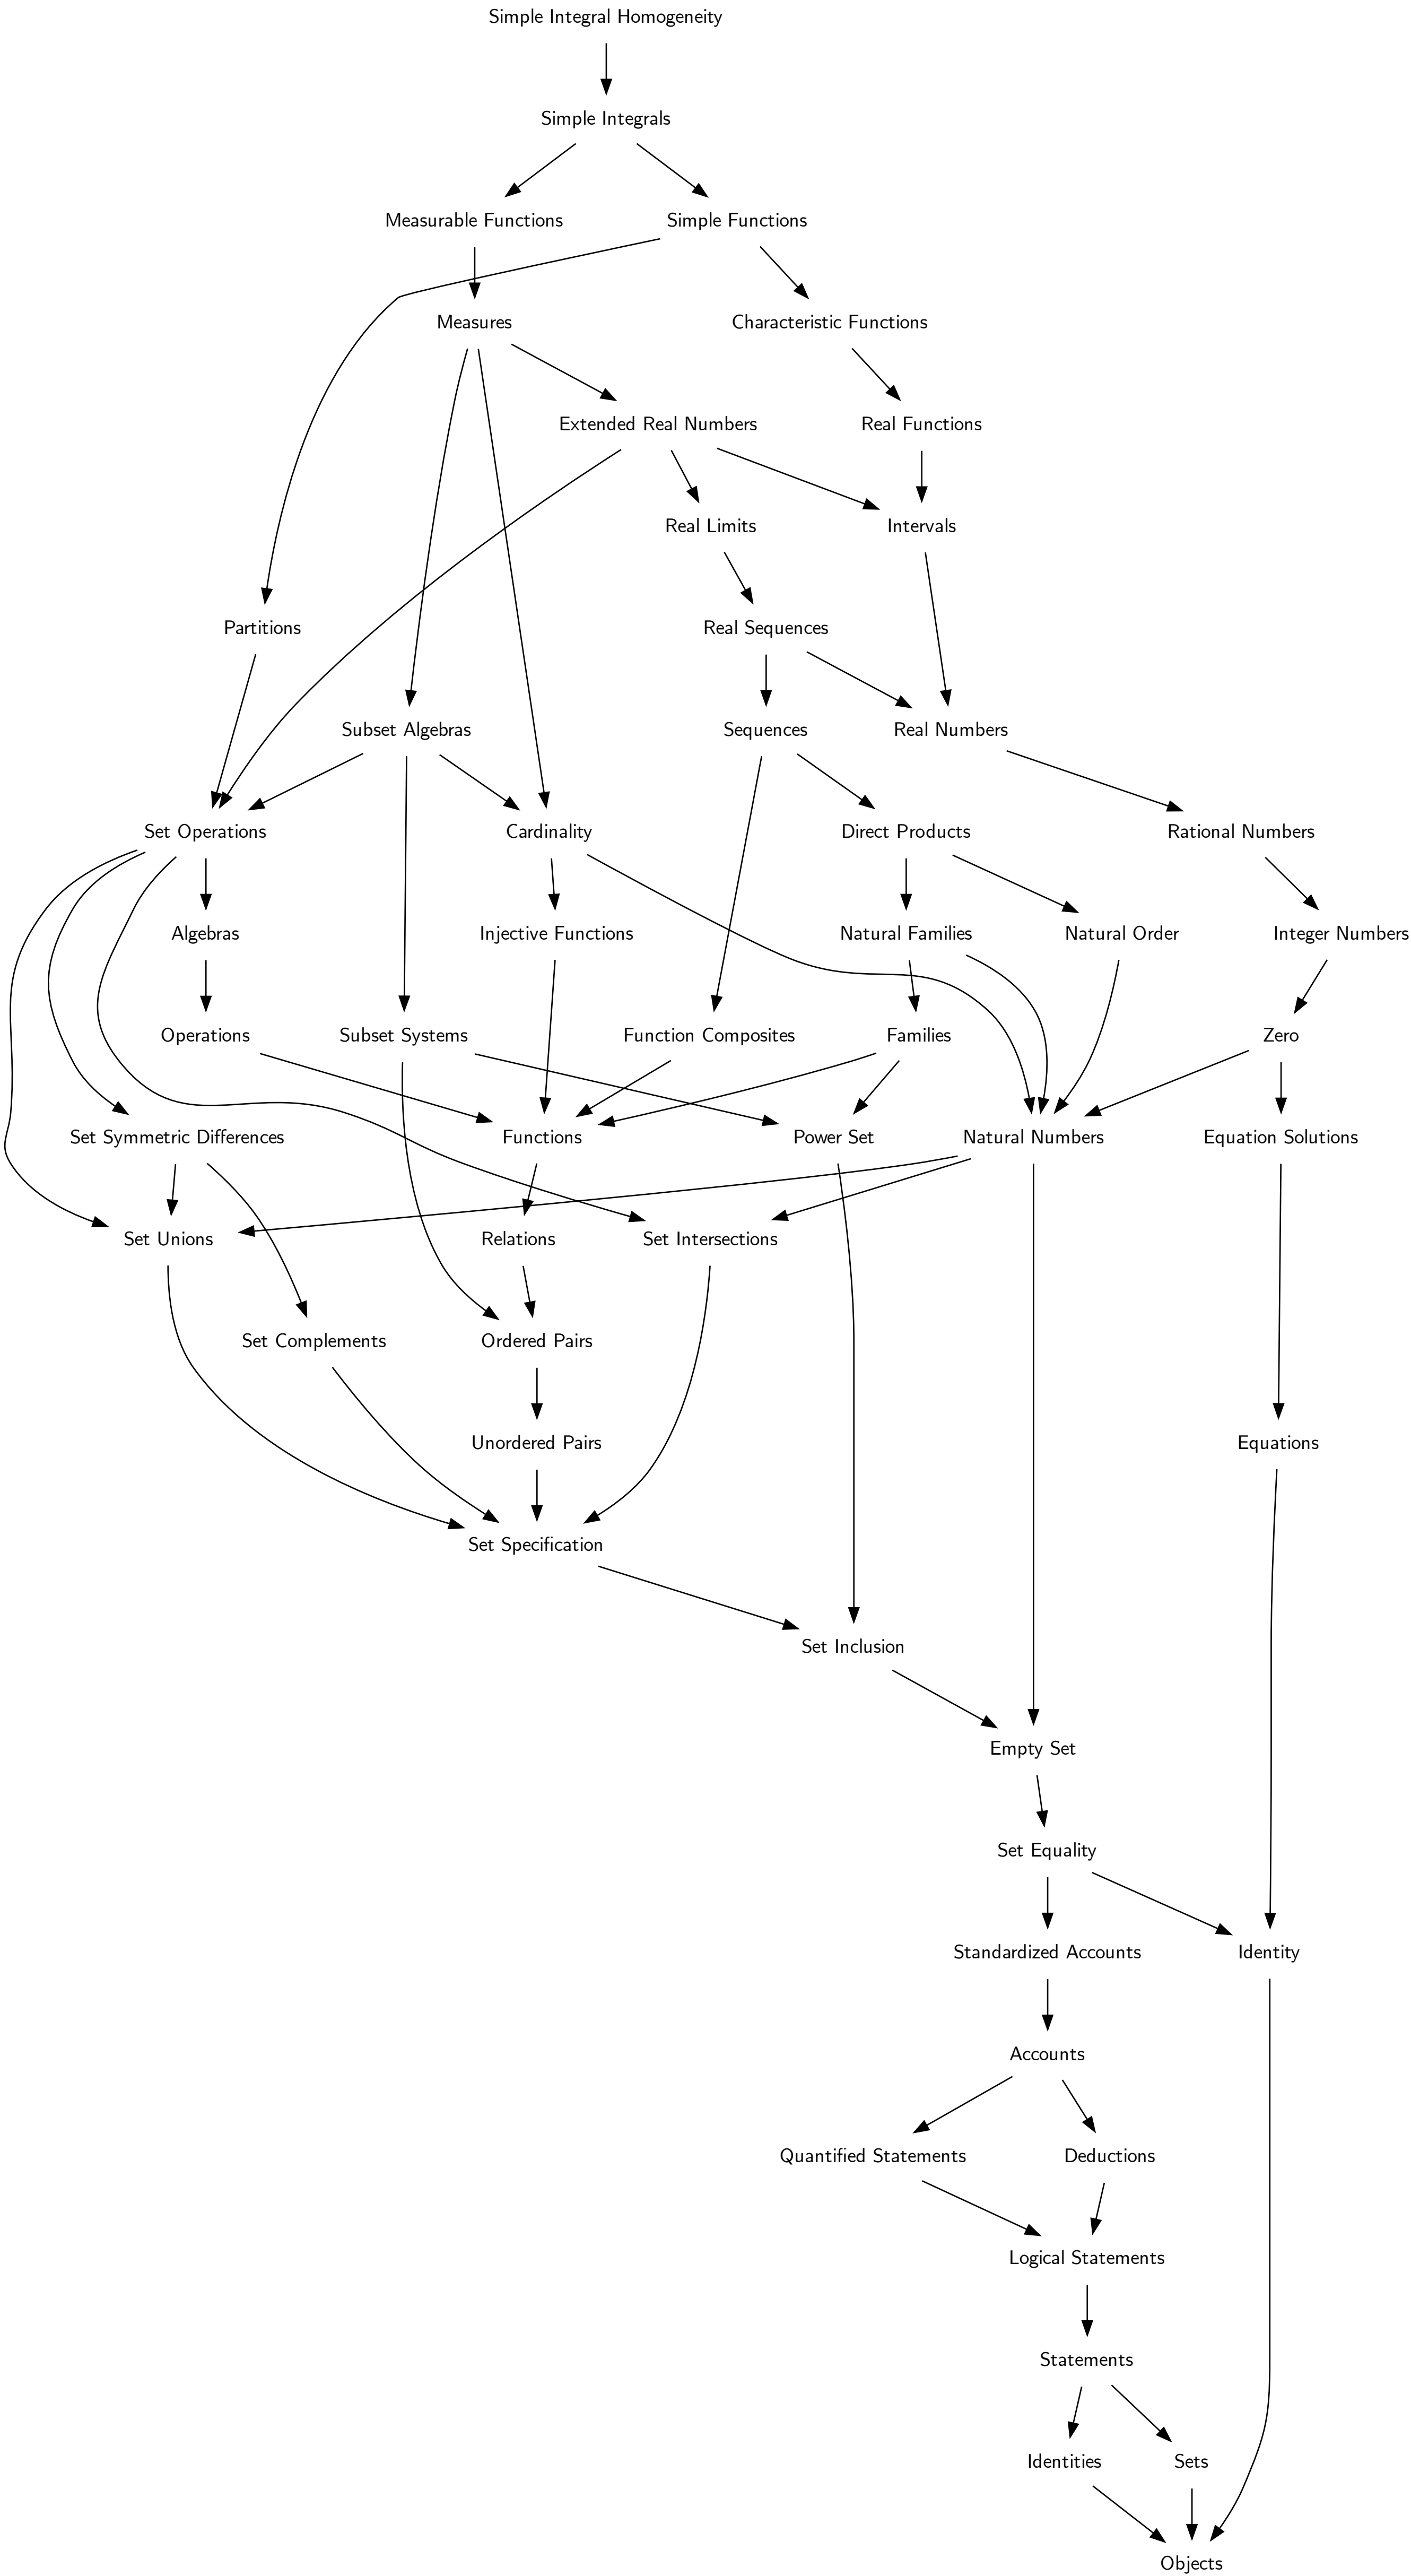 Simple Integral Homogeneity
Simple Integrals
Measurable Functions
Simple Functions
Measures
Characteristic Functions
Extended Real Numbers
Real Functions
Real Limits
Intervals
Partitions
Real Sequences
Subset Algebras
Sequences
Real Numbers
Set Operations
Cardinality
Direct Products
Rational Numbers
Algebras
Injective Functions
Natural Families
Natural Order
Integer Numbers
Operations
Subset Systems
Function Composites
Families
Zero
Set Symmetric Differences
Functions
Power Set
Natural Numbers
Equation Solutions
Set Unions
Relations
Set Intersections
Set Complements
Ordered Pairs
Unordered Pairs
Equations
Set Specification
Set Inclusion
Empty Set
Set Equality
Standardized Accounts
Identity
Accounts
Quantified Statements
Deductions
Logical Statements
Statements
Identities
Sets
Objects